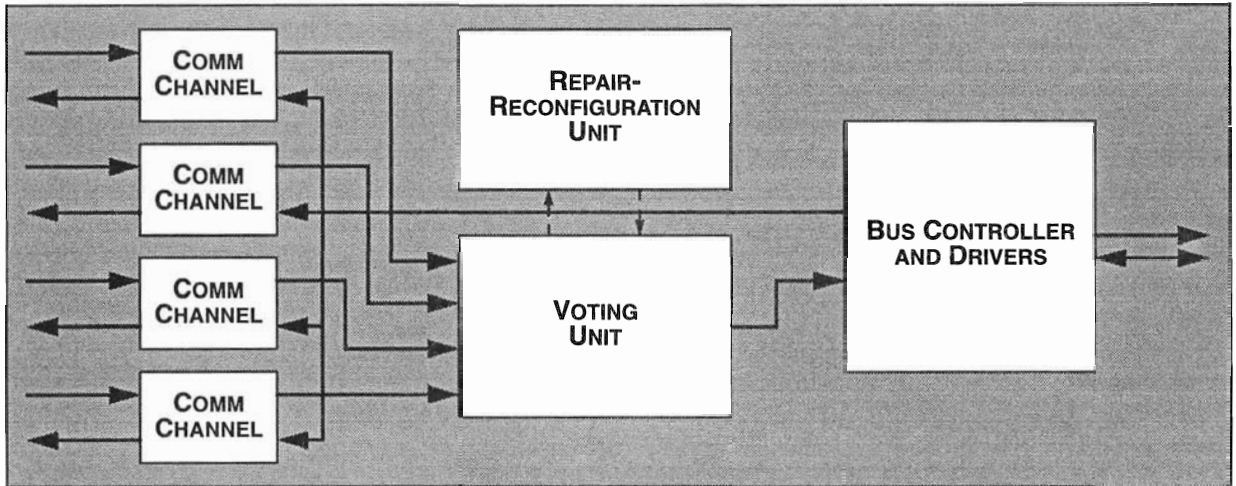 COMM
CHANNEL
COMM
CHANNEL
COMM
CHANNEL
COMM
CHANNEL
REPAIR-
RECONFIGURATION
UNIT
VOTING
UNIT
BUS CONTROLLER
AND DRIVERS